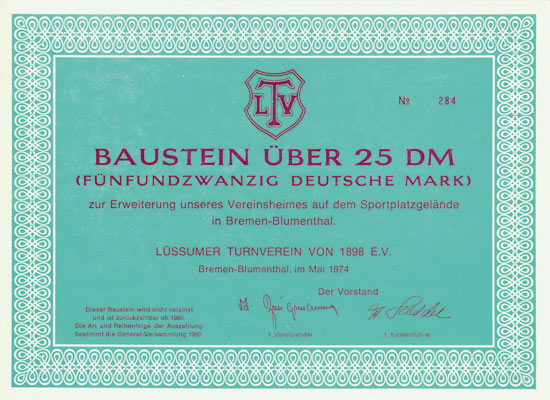 LTV
No 284
BAUSTEIN ÜBER 25 DM
(FÜNFUNDZWANZIG DEUTSCHE MARK)
zur Erweiterung unseres Vereinsheimes auf dem Sportplatzgelände
in Bremen-Blumenthal.
LÜSSUMER TURNVEREIN VON 1898 E.V.
Bremen-Blumenthal, im Mai 1974
Der Vorstand
Dieser Baustein wird nicht verzinst
und ist zurückzahlbar ab 1980.
Die Art und Reihenfolge der Auszahlung
bestimmt die General-Versammlung 1980.
1. Vorsitzender
1. Kassenführer